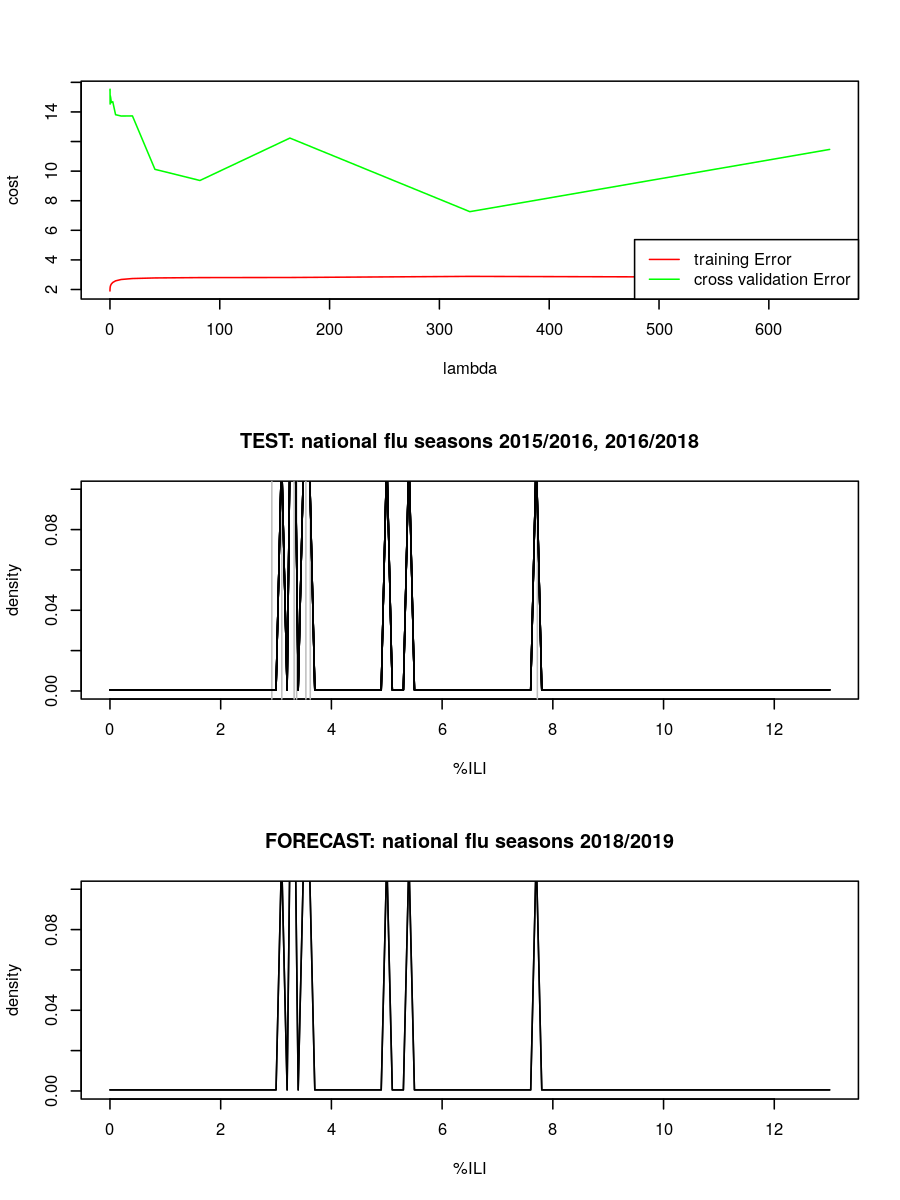 14
10
8
6
4
2
cost
training Error
cross validation Error
0 100 200 300 400 500 600
lambda
TEST: national flu seasons 2015/2016, 2016/2018
0.08
0.04
0.00
density
0 2 4 6 8 10 12
%ILI
FORECAST: national flu seasons 2018/2019
0.08
0.04
0.00
density
0 2 4 6 8 10 12
%ILI